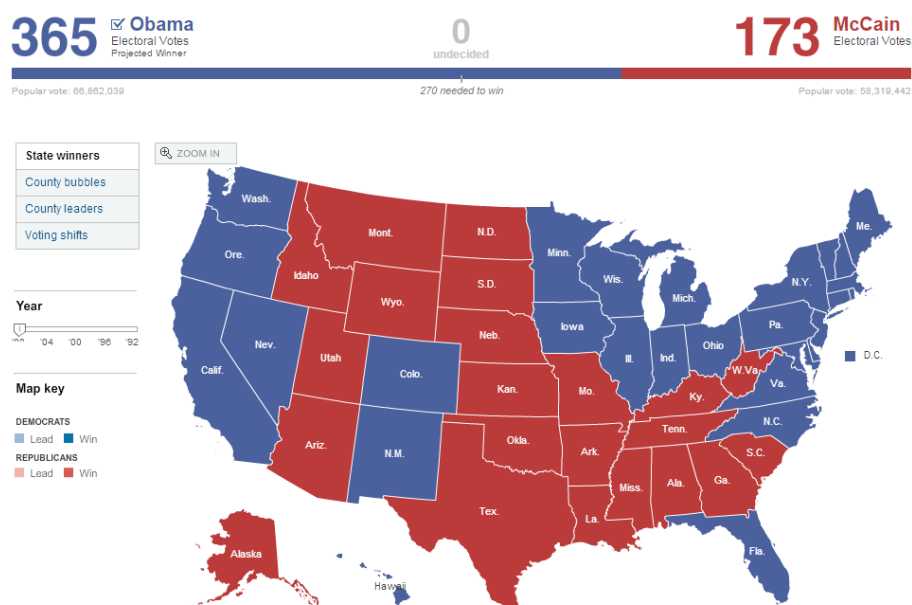 365
Obama
Electoral Votes
Projected Winner
0
undecided
173
McCain
Electoral Votes
Popular vote: 66,862,039
270 needed to win
Popular vote: 58,319,442
State winners
County bubbles
County leaders
Voting shifts
ZOOM IN
Year
'04 '00 '96 '92
Map key
DEMOCRATS
Lead Win
REPUBLICANS
Lead Win
Wash.
Ore.
Calif.
Nev.
Idaho
Mont.
Wyo.
Utah
Colo.
Ariz.
N.M.
N.D.
S.D.
Neb.
Kan.
Okla.
Tex.
Minn.
Iowa
Mo.
Ark.
La.
Wis.
Ill.
Mich.
Ind.
Ohio
Ky.
Tenn.
Miss.
Ala.
Ga.
Fla.
S.C.
N.C.
Va.
W.Va.
Pa.
N.Y.
Me.
D.C.
Alaska
Hawaii